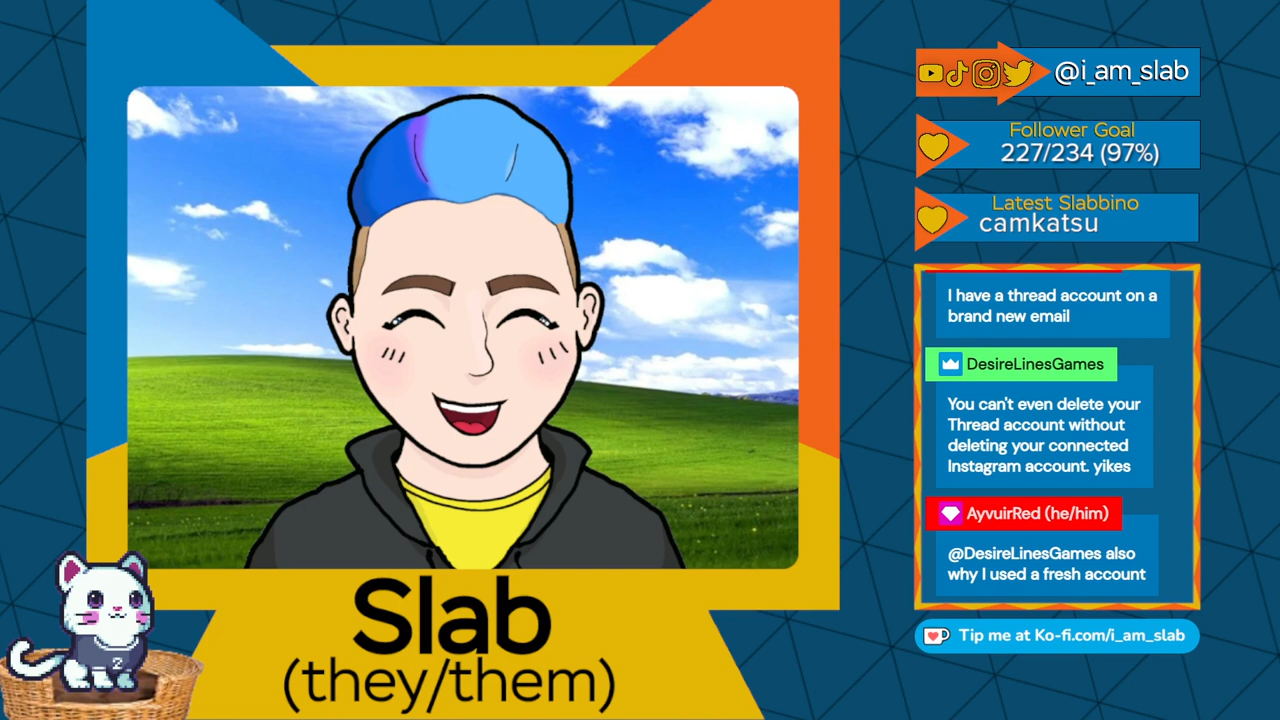 @i_am_slab
Follower Goal
227/234 (97%)
Latest Slabbino
camkatsu
I have a thread account on a
brand new email
DesireLinesGames
You can't even delete your
Thread account without
deleting your connected
Instagram account. yikes
AyvuirRed (he/him)
@DesireLinesGames also
why I used a fresh account
Tip me at Ko-fi.com/i_am_slab
Slab
(they/them)
2